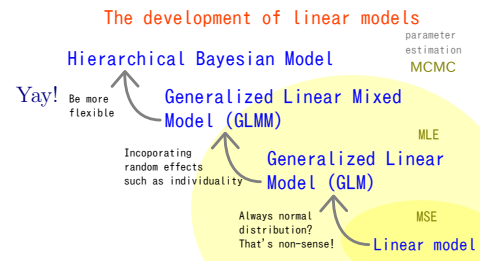 The development of linear models
parameter
estimation
MCMC
Hierarchical Bayesian Model
Yay!
Be more
flexible
Generalized Linear Mixed
Model (GLMM)
MLE
Incoporating
random effects
such as individuality
Generalized Linear
Model (GLM)
Always normal
distribution?
That's non-sense!
MSE
Linear model